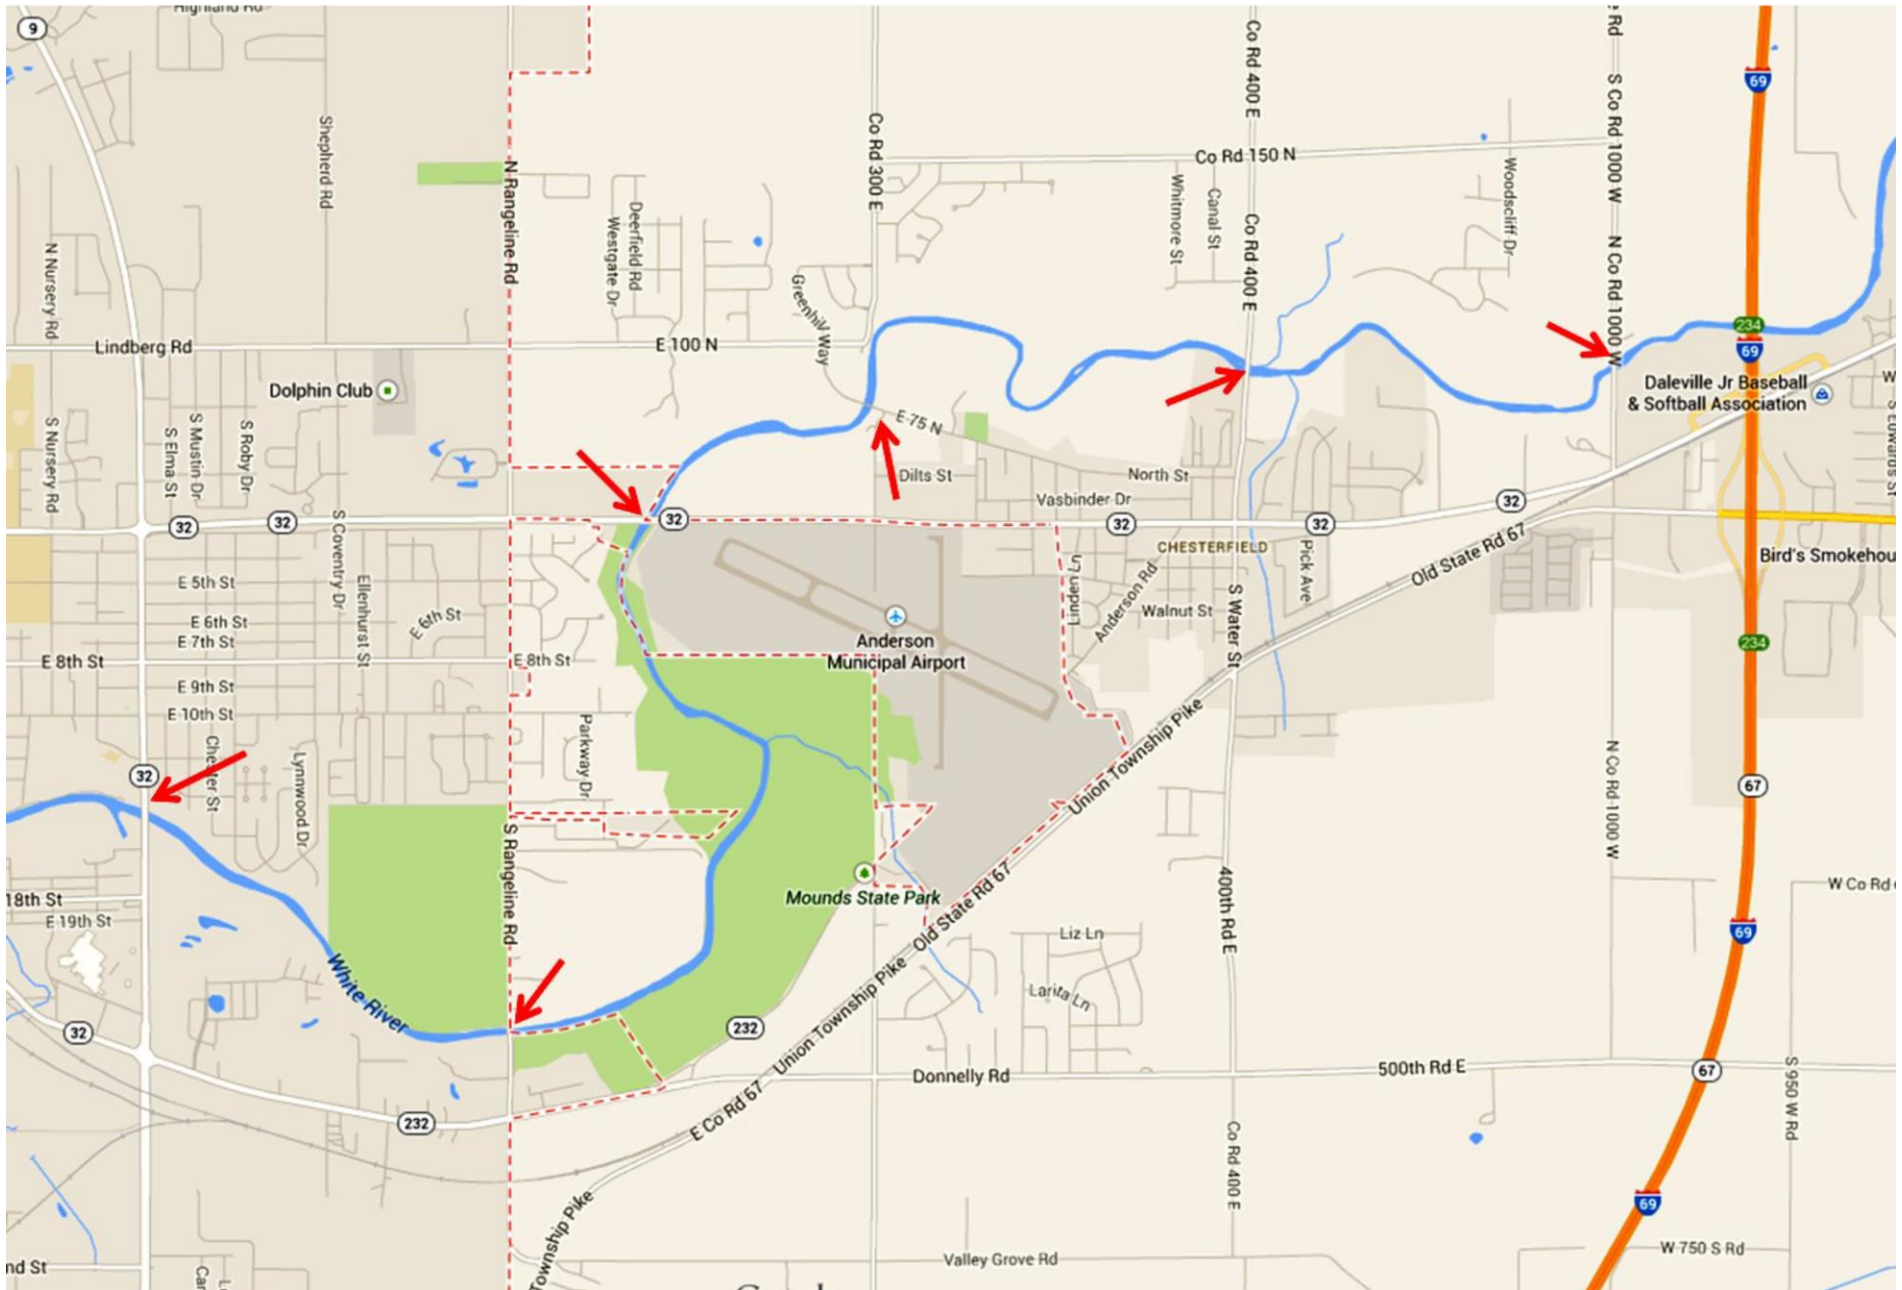 Highland Rd
9
Shepherd Rd
N Rangeline Rd
Co Rd 300 E
Co Rd 400 E
S Co Rd 1000 W
69
Co Rd 150 N
Whitmore St
Canal St
Co Rd 400 E
Woodscliff Dr
N Co Rd 1000 W
N Nursery Rd
Deerfield Rd
Westgate Dr
Greenhill Way
Lindberg Rd
E 100 N
234
69
Dolphin Club
Daleville Jr Baseball
& Softball Association
W
S Edwards St
S Nursery Rd
S Elma St
S Mustin Dr
S Roby Dr
E 75 N
Dilts St
North St
Vasbinder Dr
32
32
32
32
32
32
S Coventry Dr
CHESTERFIELD
Old State Rd 67
Bird's Smokehou
E 5th St
Ellenhurst St
E 6th St
E 6th St
E 7th St
Linden Ln
Anderson Rd
Walnut St
Pick Ave
S Water St
Anderson
Municipal Airport
E 8th St
E 8th St
234
E 9th St
E 10th St
Chester St
Lynnwood Dr
Parkway Dr
Union Township Pike
N Co Rd 1000 W
32
67
S Rangeline Rd
Mounds State Park
Old State Rd 67
400th Rd E
W Co Rd
18th St
E 19th St
White River
Liz Ln
69
Larita Ln
Union Township Pike
32
232
Donnelly Rd
500th Rd E
67
S 950 W Rd
232
E Co Rd 67
Co Rd 400 E
Township Pike
69
nd St
Valley Grove Rd
W 750 S Rd